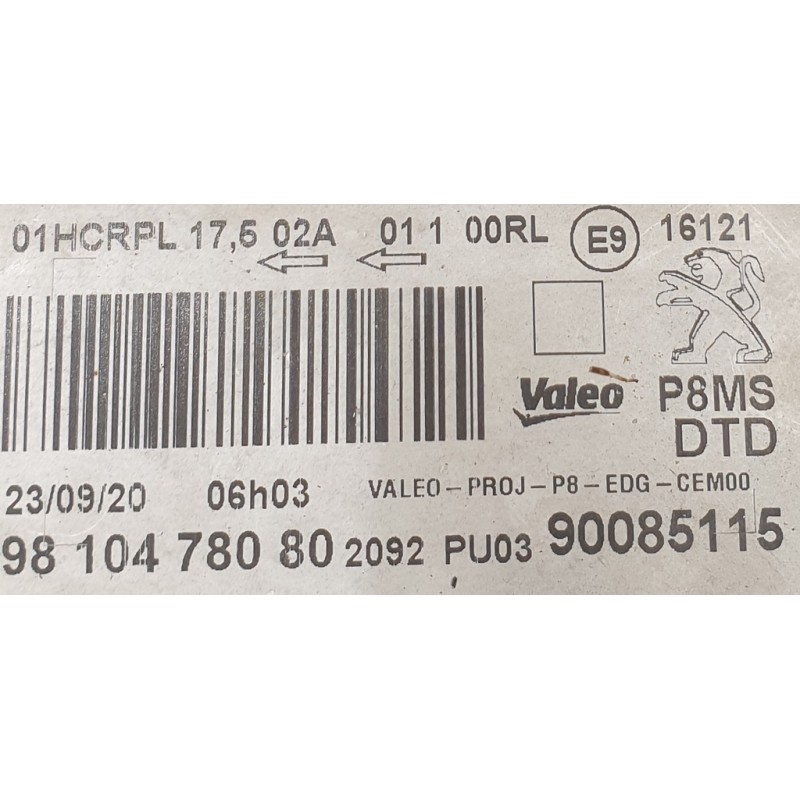 01HCRPL 17,5 02A 01 1 00RL E9 16121
Valeo P8MS
DTD
23/09/20 06h03 VALEO-PROJ-P8-EDG-CEM00
98 104 780 80 2092 PU03 90085115